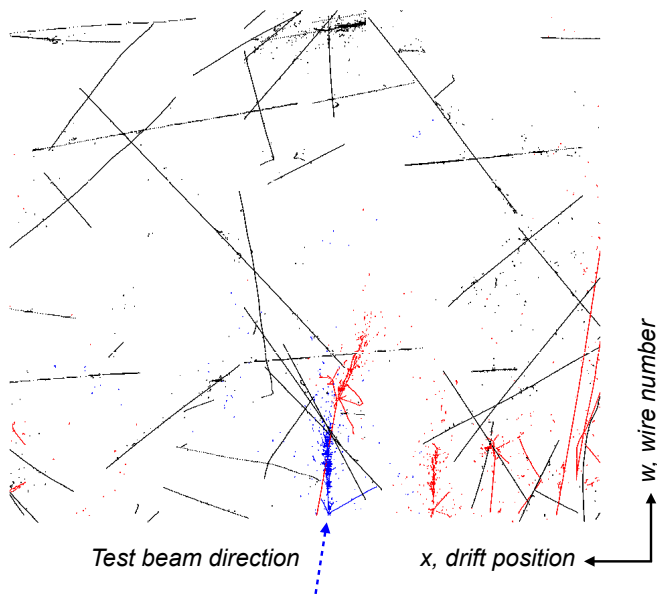 w, wire number
Test beam direction
x, drift position